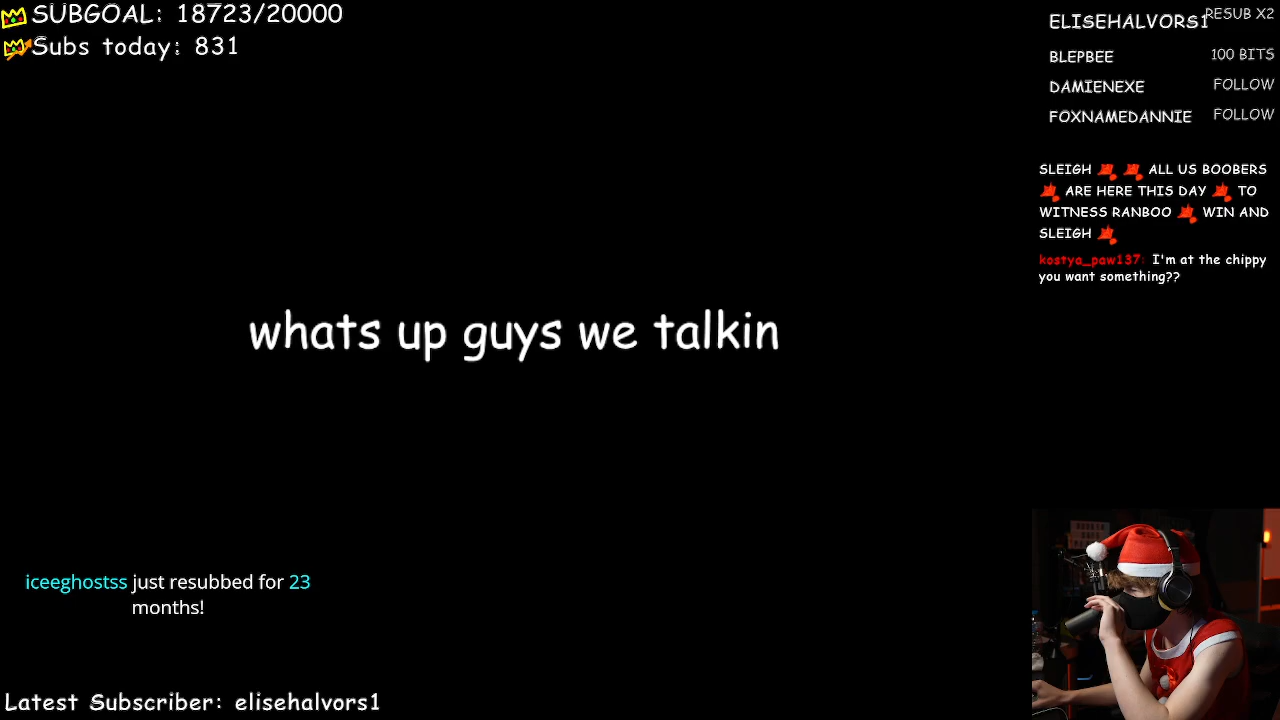 SUBGOAL: 18723/20000
Subs today: 831
ELISEHALVORS1 RESUB X2
BLEPBEE 100 BITS
DAMIENEXE FOLLOW
FOXNAMEDANNIE FOLLOW
SLEIGH ALL US BOOBERS
ARE HERE THIS DAY TO
WITNESS RANBOO WIN AND
SLEIGH
kostya_paw137: I'm at the chippy
you want something??
whats up guys we talkin
iceeghostss just resubbed for 23
months!
Latest Subscriber: elisehalvors1